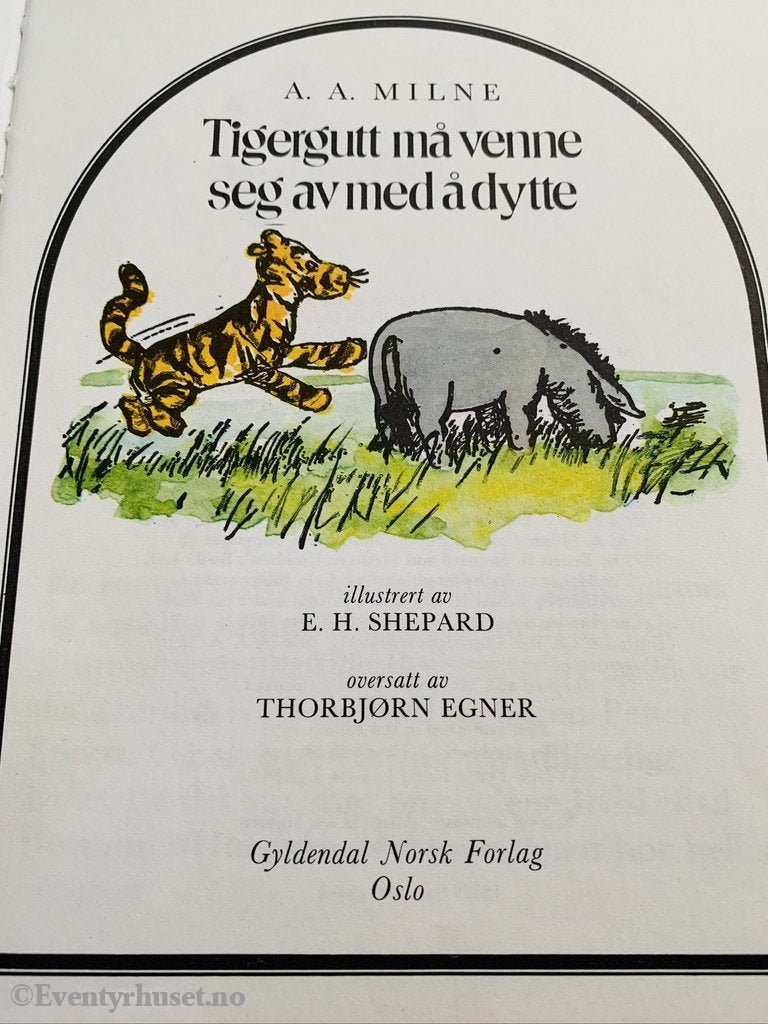 A. A. MILNE
Tigergutt må venne
seg av med å dytte
illustrert av
E. H. SHEPARD
oversatt av
THORBJØRN EGNER
Gyldendal Norsk Forlag
Oslo
©Eventyrhuset.no